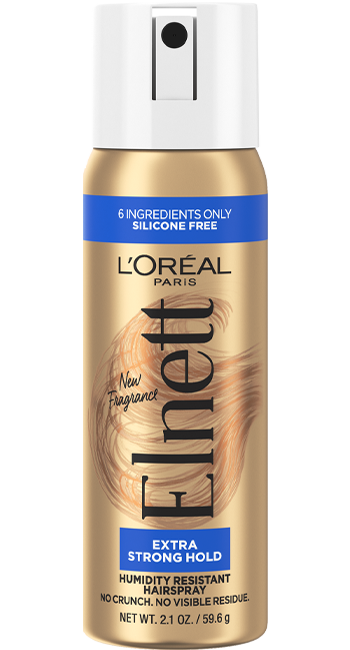 6 INGREDIENTS ONLY
SILICONE FREE
L'ORÉAL
PARIS
Elnett
New
Fragrance
EXTRA
STRONG HOLD
HUMIDITY RESISTANT
HAIRSPRAY
NO CRUNCH. NO VISIBLE RESIDUE.
NET WT. 2.1 OZ. / 59.6 g